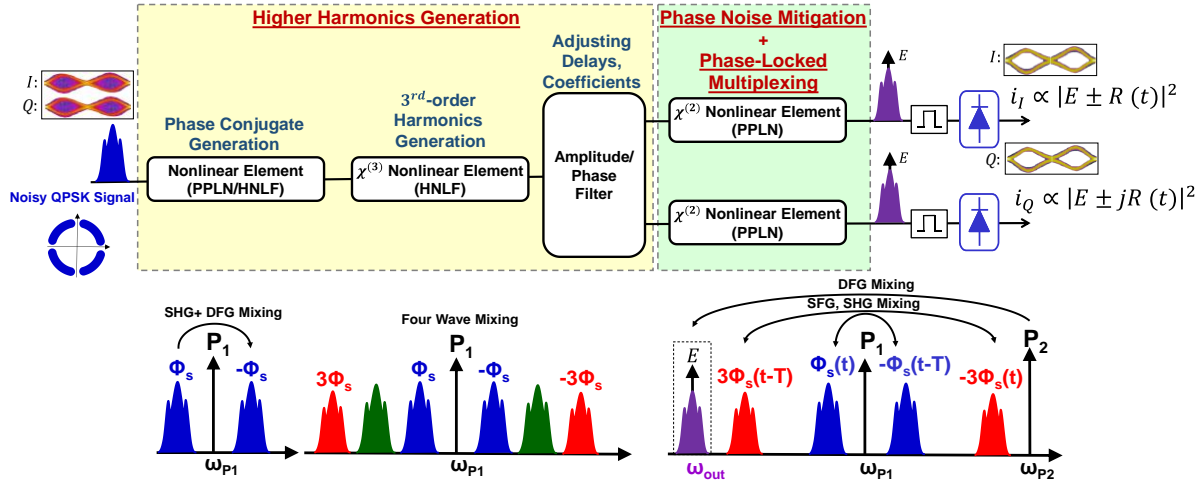 Higher Harmonics Generation
Phase Noise Mitigation
+
Phase-Locked
Multiplexing
Adjusting
Delays,
Coefficients
I:
Q:
3rd-order
Harmonics
Generation
Phase Conjugate
Generation
Noisy QPSK Signal
Nonlinear Element
(PPLN/HNLF)
χ(3) Nonlinear Element
(HNLF)
Amplitude/
Phase
Filter
χ(2) Nonlinear Element
(PPLN)
E
I:
i_I ∝ |E ± R (t)|²
χ(2) Nonlinear Element
(PPLN)
E
Q:
i_Q ∝ |E ± jR (t)|²
SHG+ DFG Mixing
P1
Φs
-Φs
ωP1
Four Wave Mixing
P1
3Φs
Φs
-Φs
-3Φs
ωP1
DFG Mixing
SFG, SHG Mixing
E
P1
P2
3Φs(t-T)
Φs(t)
-Φs(t-T)
-3Φs(t)
ωout
ωP1
ωP2